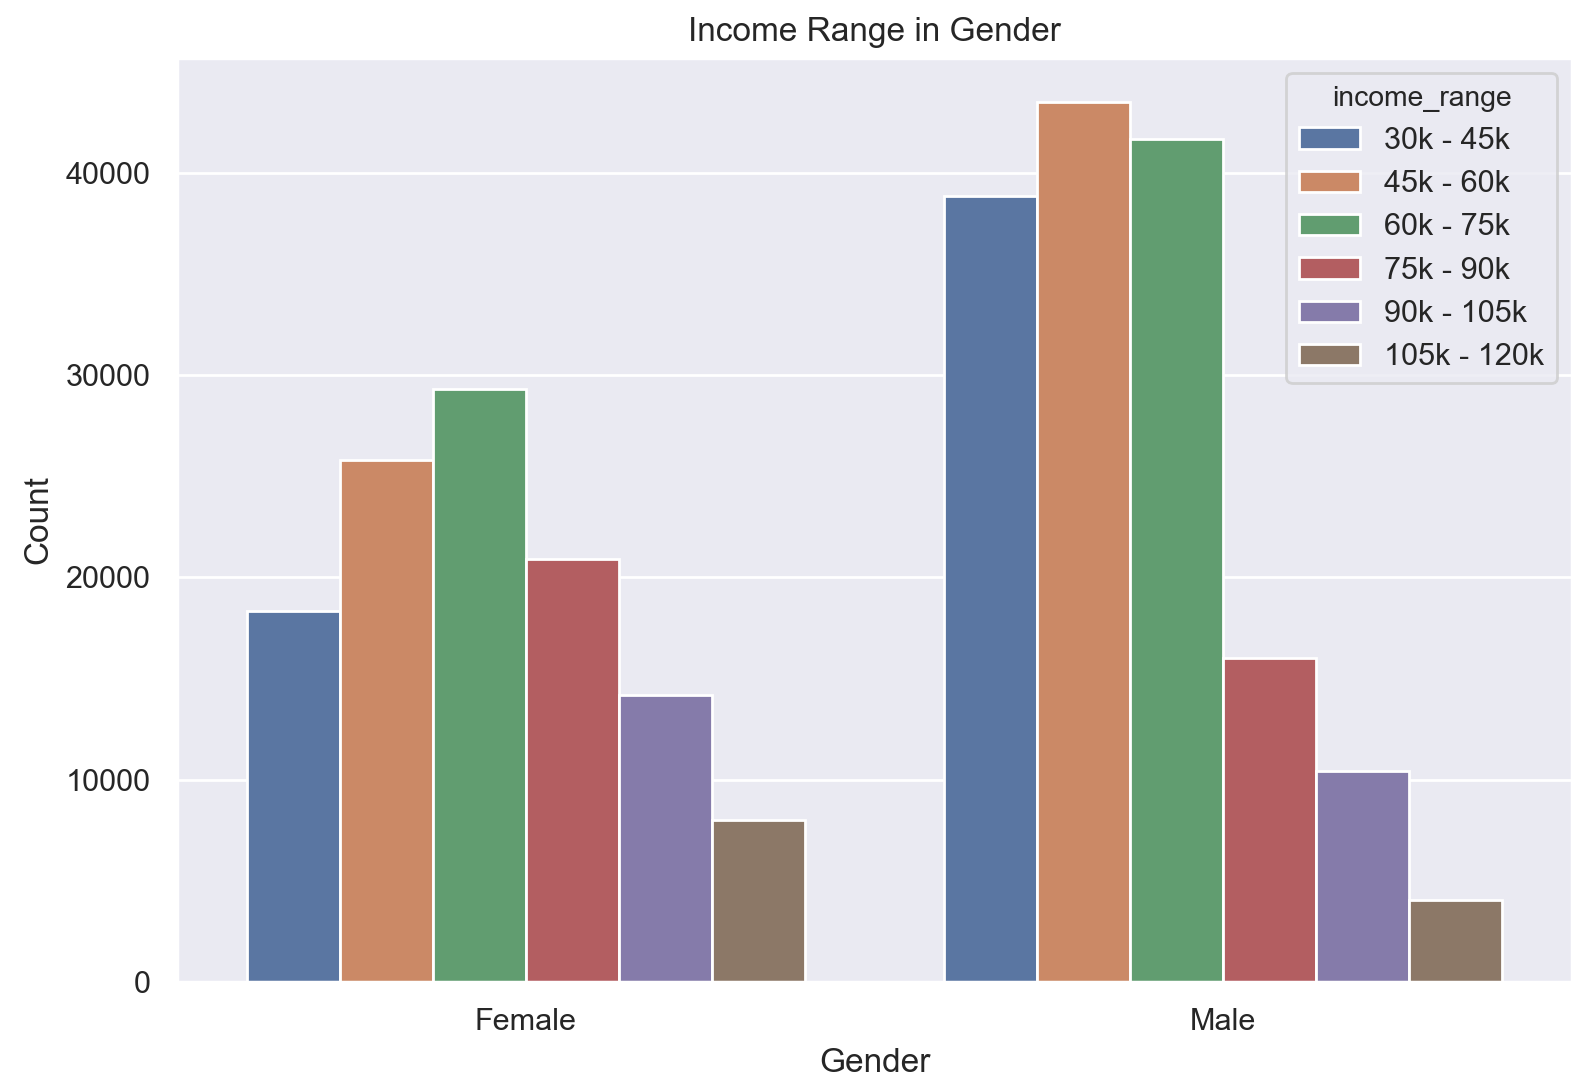 Income Range in Gender
income_range
30k - 45k
45k - 60k
60k - 75k
75k - 90k
90k - 105k
105k - 120k
Count
40000
30000
20000
10000
0
Female
Male
Gender